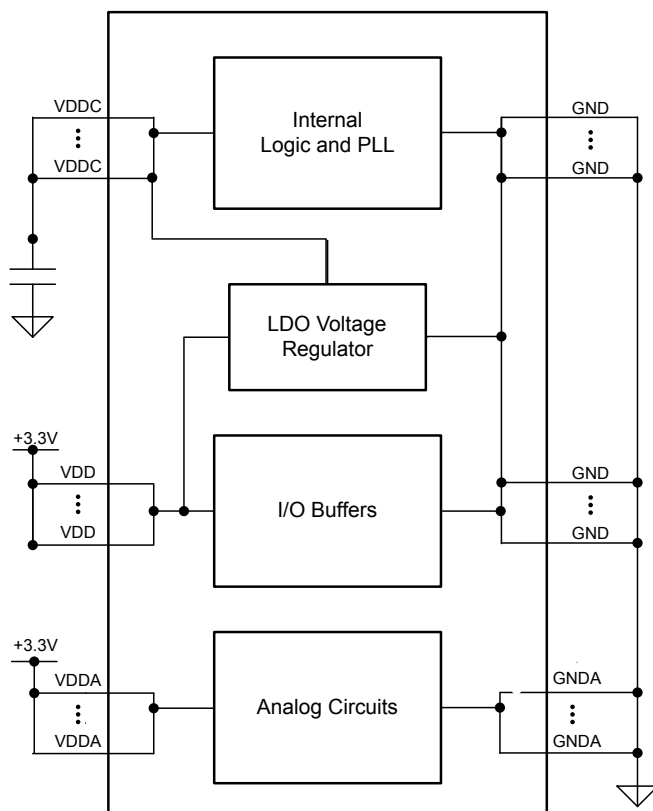 VDDC
VDDC
Internal
Logic and PLL
GND
GND
LDO Voltage
Regulator
+3.3V
VDD
VDD
I/O Buffers
GND
GND
+3.3V
VDDA
VDDA
Analog Circuits
GNDA
GNDA